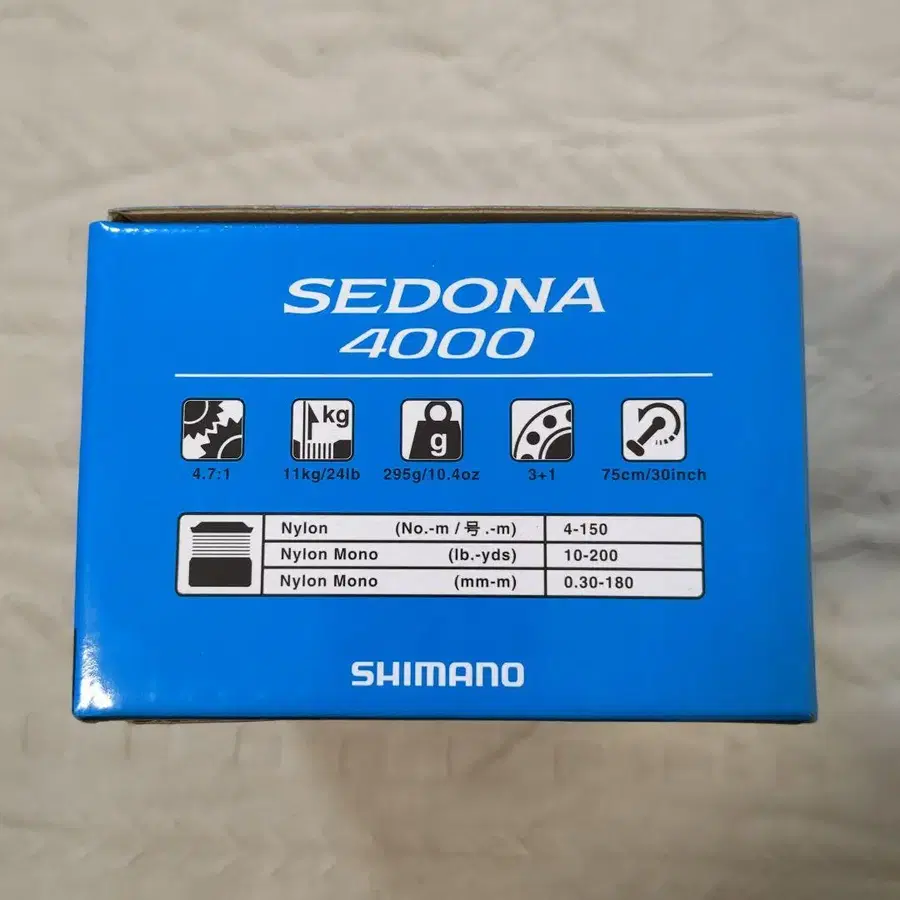 SEDONA
4000
kg
g
4.7:1 11kg/24lb 295g/10.4oz 3+1 75cm/30inch
Nylon (No.-m / 号.-m) 4-150
Nylon Mono (lb.-yds) 10-200
Nylon Mono (mm-m) 0.30-180
SHIMANO